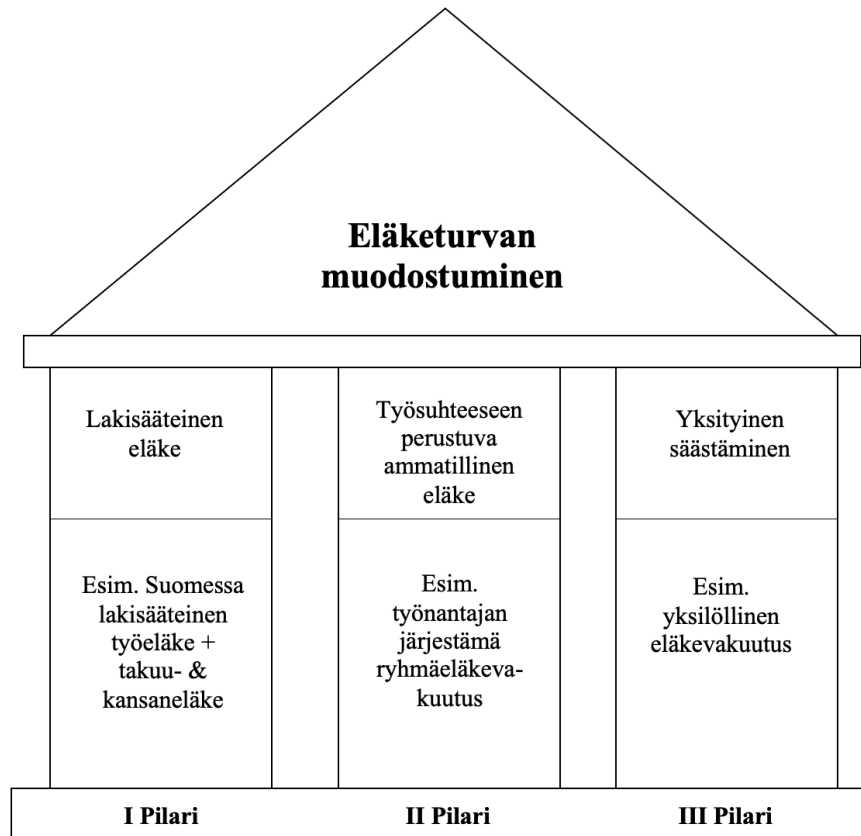 Eläketurvan
muodostuminen
Lakisääteinen
eläke
Esim. Suomessa
lakisääteinen
työeläke +
takuu- &
kansaneläke
I Pilari
Työsuhteeseen
perustuva
ammatillinen
eläke
Esim.
työnantajan
järjestämä
ryhmäeläkeva-
kuutus
II Pilari
Yksityinen
säästäminen
Esim.
yksilöllinen
eläkevakuutus
III Pilari